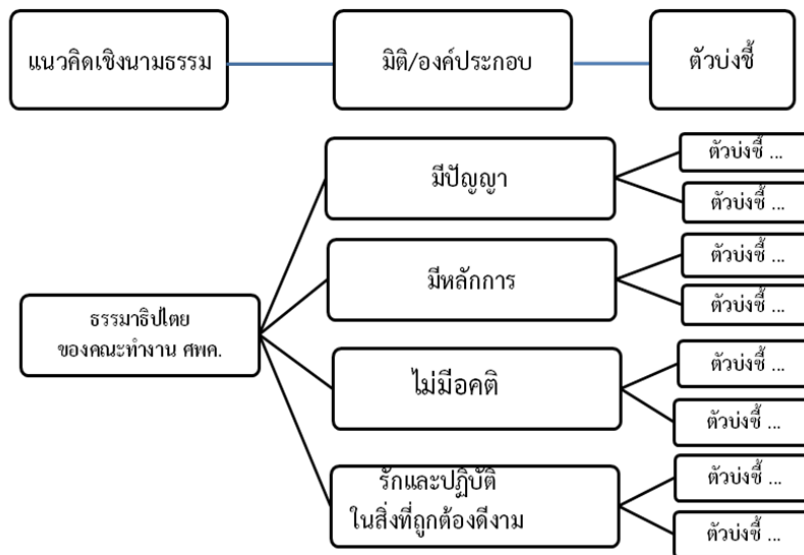 แนวคิดเชิงนามธรรม
มิติ/องค์ประกอบ
ตัวบ่งชี้
มีปัญญา
ตัวบ่งชี้ ...
ตัวบ่งชี้ ...
มีหลักการ
ตัวบ่งชี้ ...
ตัวบ่งชี้ ...
ธรรมาธิปไตย
ของคณะทำงาน ศพค.
ไม่มีอคติ
ตัวบ่งชี้ ...
ตัวบ่งชี้ ...
รักและปฏิบัติ
ในสิ่งที่ถูกต้องดีงาม
ตัวบ่งชี้ ...
ตัวบ่งชี้ ...